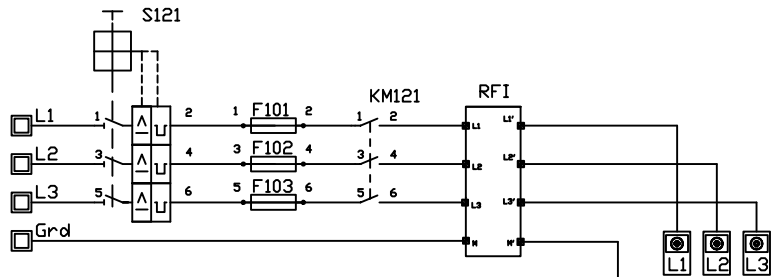 S121
KM121 RFI
L1 1 2 1 F101 2 1 2 L1 L1'
L2 3 4 3 F102 4 3 4 L2 L2'
L3 5 6 5 F103 6 5 6 L3 L3'
Grd N N'
L1 L2 L3